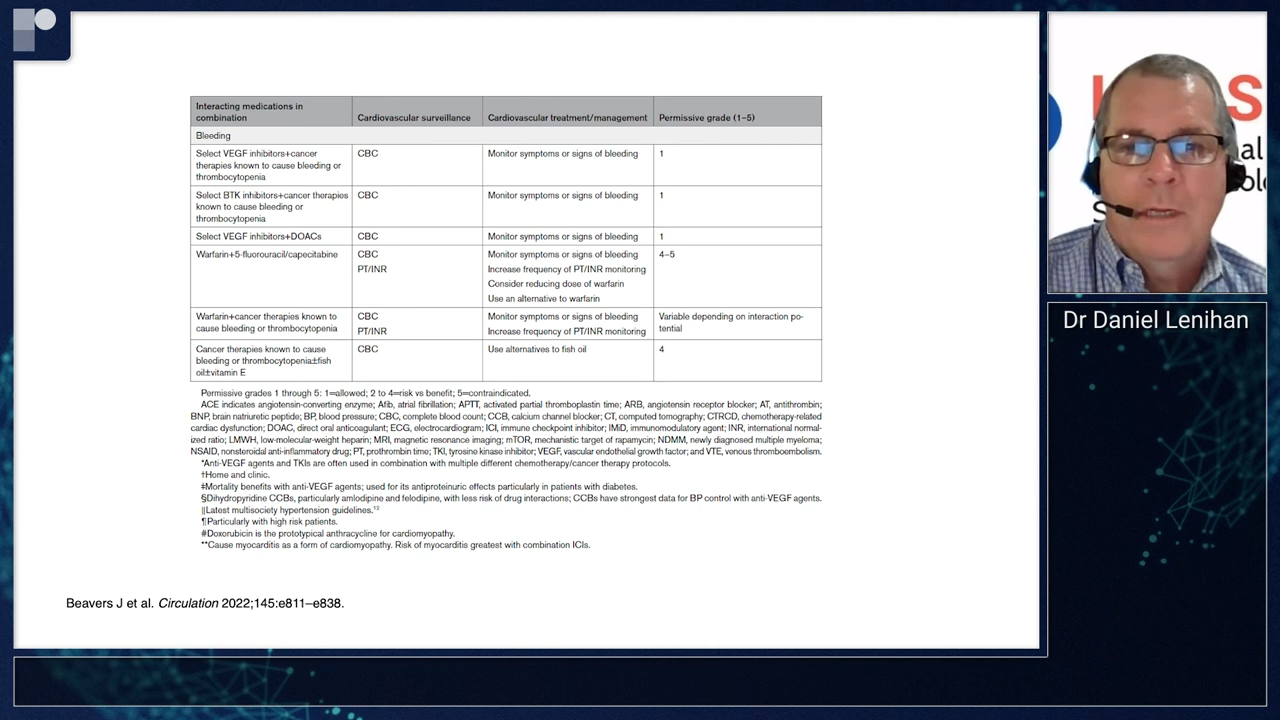 Interacting medications in
combination
Cardiovascular surveillance
Cardiovascular treatment/management
Permissive grade (1–5)
Bleeding
Select VEGF inhibitors+cancer
therapies known to cause bleeding or
thrombocytopenia
CBC
Monitor symptoms or signs of bleeding
1
Select BTK inhibitors+cancer therapies
known to cause bleeding or
thrombocytopenia
CBC
Monitor symptoms or signs of bleeding
1
Select VEGF inhibitors+DOACs
CBC
Monitor symptoms or signs of bleeding
1
Warfarin+5-fluorouracil/capecitabine
CBC
PT/INR
Monitor symptoms or signs of bleeding
Increase frequency of PT/INR monitoring
Consider reducing dose of warfarin
Use an alternative to warfarin
4–5
Warfarin+cancer therapies known to
cause bleeding or thrombocytopenia
CBC
PT/INR
Monitor symptoms or signs of bleeding
Increase frequency of PT/INR monitoring
Variable depending on interaction po-
tential
Cancer therapies known to cause
bleeding or thrombocytopenia±fish
oil±vitamin E
CBC
Use alternatives to fish oil
4
Permissive grades 1 through 5: 1=allowed; 2 to 4=risk vs benefit; 5=contraindicated.
ACE indicates angiotensin-converting enzyme; Afib, atrial fibrillation; APTT, activated partial thromboplastin time; ARB, angiotensin receptor blocker; AT, antithrombin;
BNP, brain natriuretic peptide; BP, blood pressure; CBC, complete blood count; CCB, calcium channel blocker; CT, computed tomography; CTRCD, chemotherapy-related
cardiac dysfunction; DOAC, direct oral anticoagulant; ECG, electrocardiogram; ICI, immune checkpoint inhibitor; IMiD, immunomodulatory agent; INR, international normal-
ized ratio; LMWH, low-molecular-weight heparin; MRI, magnetic resonance imaging; mTOR, mechanistic target of rapamycin; NDMM, newly diagnosed multiple myeloma;
NSAID, nonsteroidal anti-inflammatory drug; PT, prothrombin time; TKI, tyrosine kinase inhibitor; VEGF, vascular endothelial growth factor; and VTE, venous thromboembolism.
*Anti-VEGF agents and TKIs are often used in combination with multiple different chemotherapy/cancer therapy protocols.
†Home and clinic.
‡Mortality benefits with anti-VEGF agents; used for its antiproteinuric effects particularly in patients with diabetes.
§Dihydropyridine CCBs, particularly amlodipine and felodipine, with less risk of drug interactions; CCBs have strongest data for BP control with anti-VEGF agents.
‖Latest multisociety hypertension guidelines.¹²
¶Particularly with high risk patients.
#Doxorubicin is the prototypical anthracycline for cardiomyopathy.
**Cause myocarditis as a form of cardiomyopathy. Risk of myocarditis greatest with combination ICIs.
Beavers J et al. Circulation 2022;145:e811–e838.
Dr Daniel Lenihan